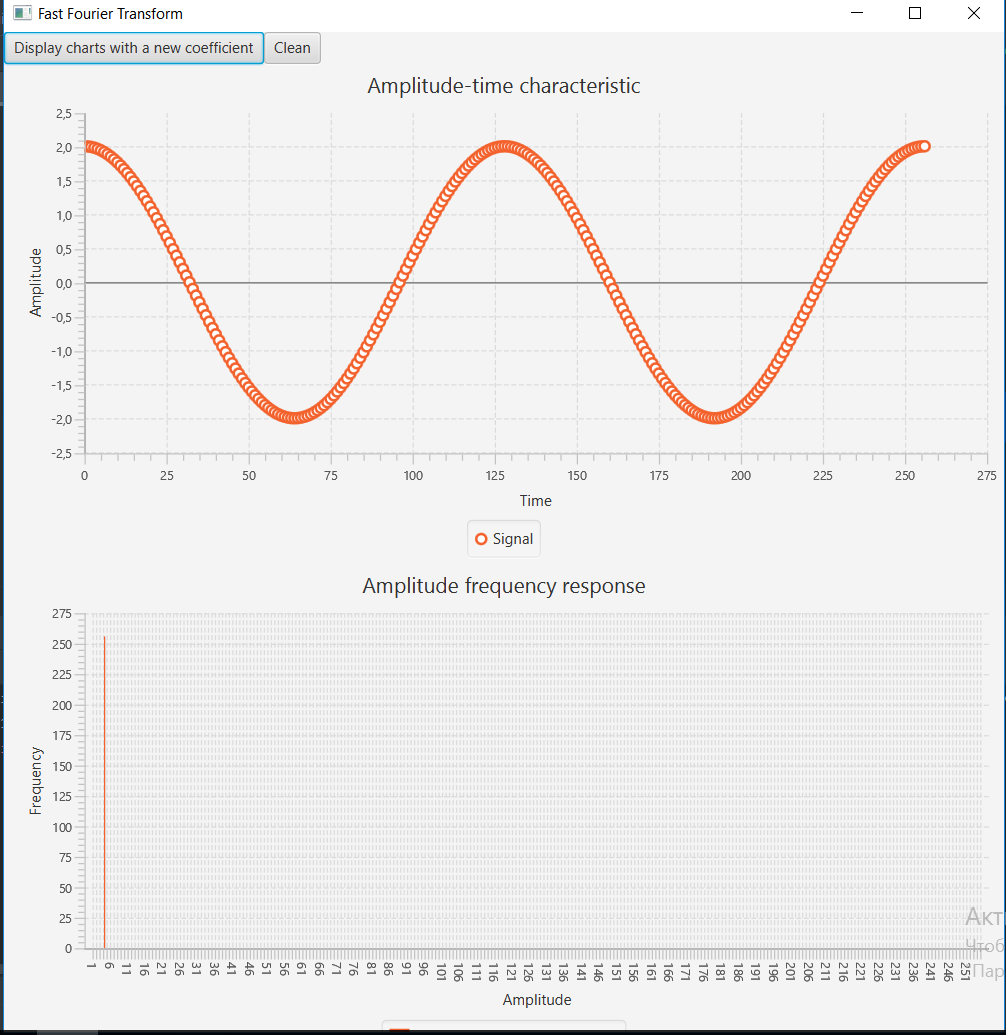 Fast Fourier Transform
Display charts with a new coefficient Clean
Amplitude-time characteristic
Amplitude
2,5
2,0
1,5
1,0
0,5
0,0
-0,5
-1,0
-1,5
-2,0
-2,5
0 25 50 75 100 125 150 175 200 225 250 275
Time
Signal
Amplitude frequency response
Frequency
275
250
225
200
175
150
125
100
75
50
25
0
1 6 11 16 21 26 31 36 41 46 51 56 61 66 71 76 81 86 91 96 101 106 111 116 121 126 131 136 141 146 151 156 161 166 171 176 181 186 191 196 201 206 211 216 221 226 231 236 241 246 251
Amplitude
Акт
Чтоб
Пар